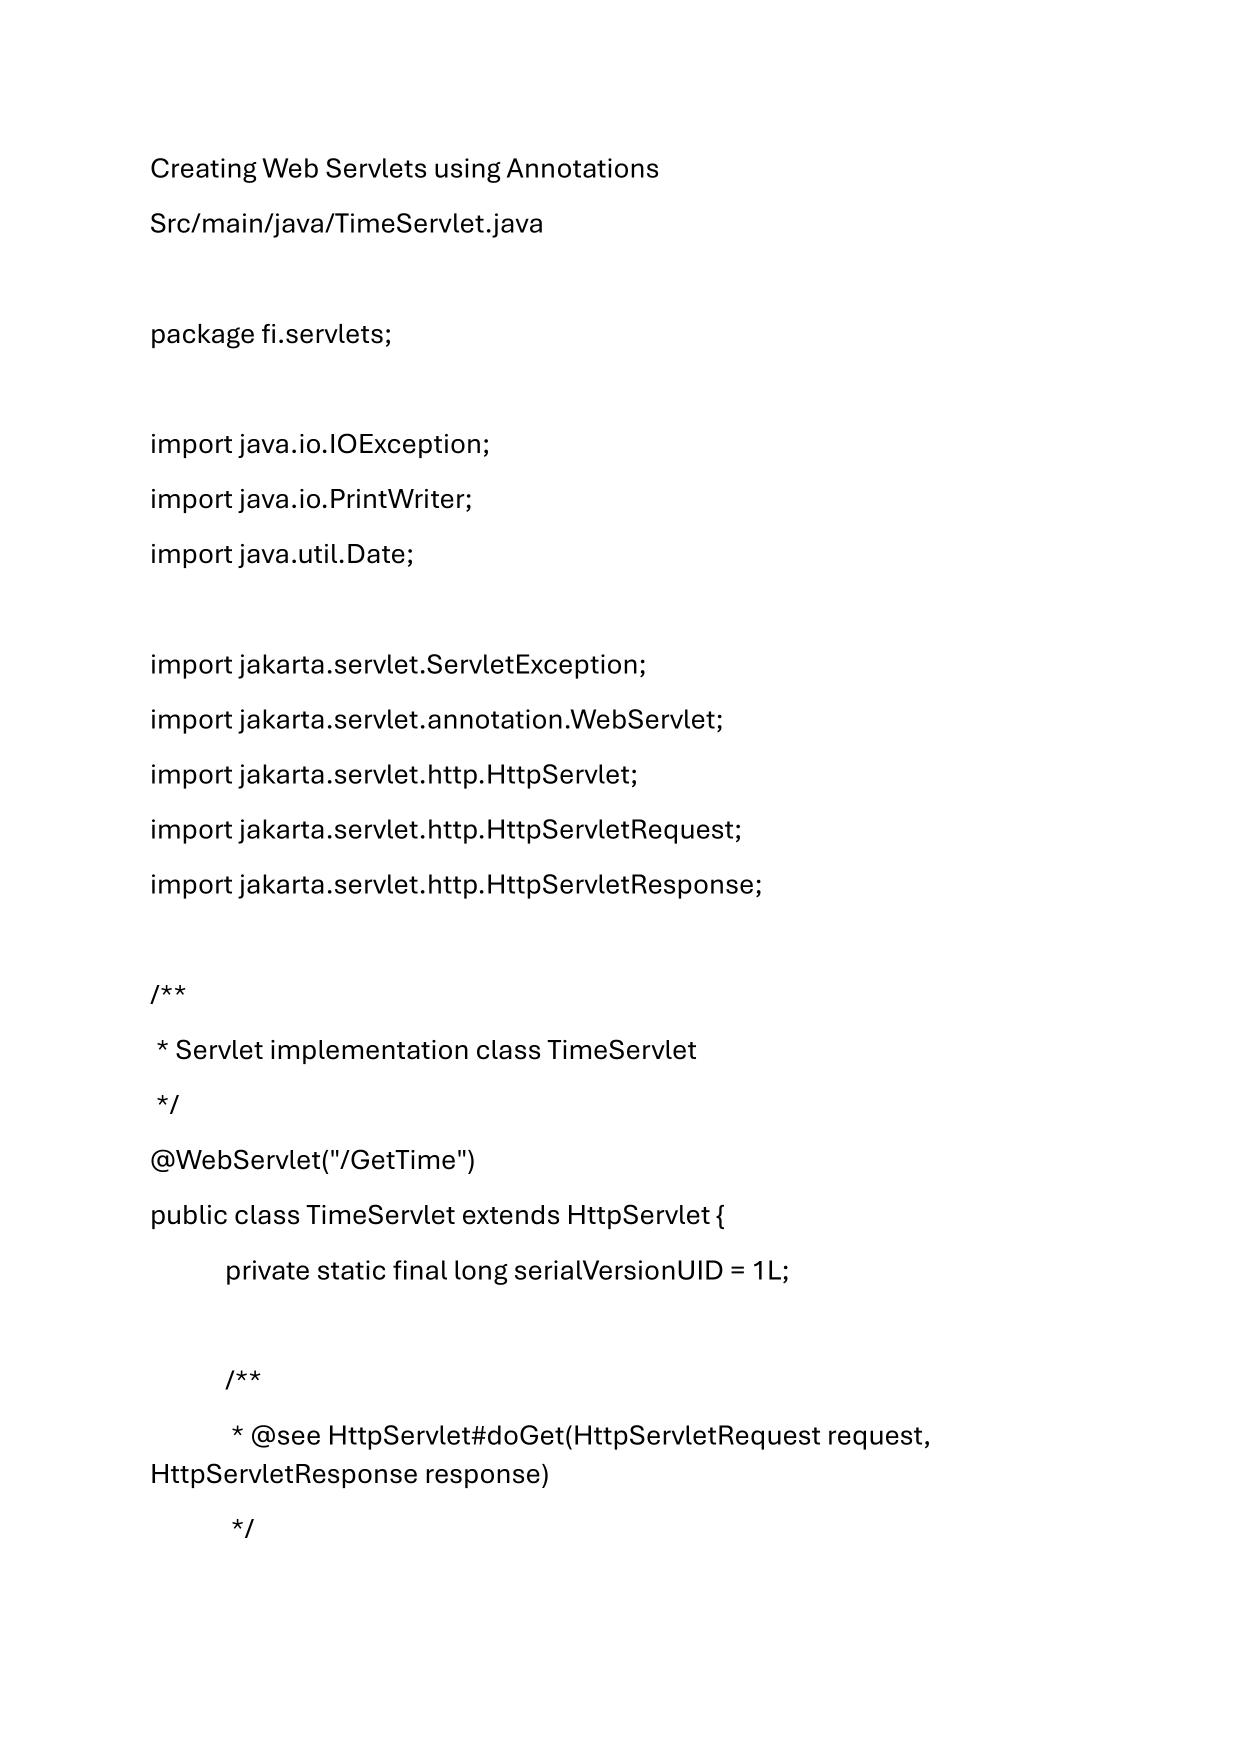 Creating Web Servlets using Annotations
Src/main/java/TimeServlet.java
package fi.servlets;
import java.io.IOException;
import java.io.PrintWriter;
import java.util.Date;
import jakarta.servlet.ServletException;
import jakarta.servlet.annotation.WebServlet;
import jakarta.servlet.http.HttpServlet;
import jakarta.servlet.http.HttpServletRequest;
import jakarta.servlet.http.HttpServletResponse;
/**
 * Servlet implementation class TimeServlet
 */
@WebServlet("/GetTime")
public class TimeServlet extends HttpServlet {
	private static final long serialVersionUID = 1L;
	/**
	 * @see HttpServlet#doGet(HttpServletRequest request,
HttpServletResponse response)
	 */